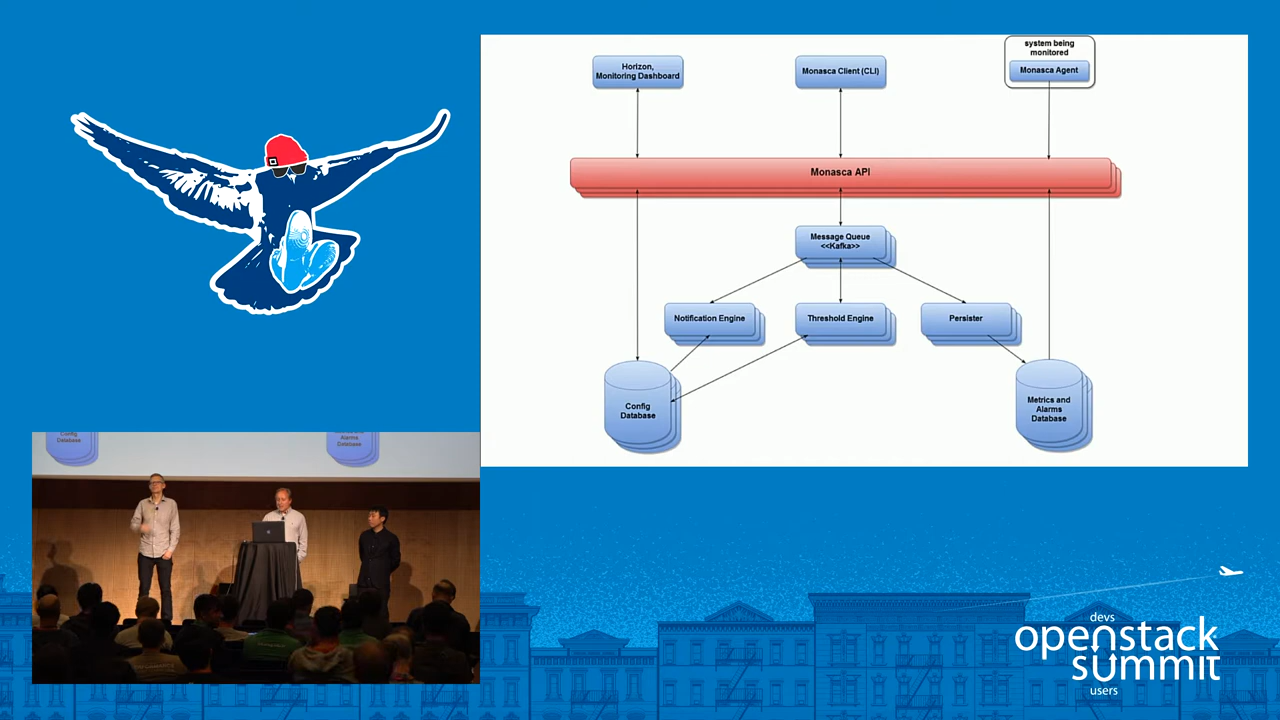 system being
monitored
Horizon,
Monitoring Dashboard
Monasca Client (CLI)
Monasca Agent
Monasca API
Message Queue
<<Kafka>>
Notification Engine
Threshold Engine
Persister
Config
Database
Metrics and
Alarms
Database
Config
Database
Alarms
Database
devs
openstack
summit
users